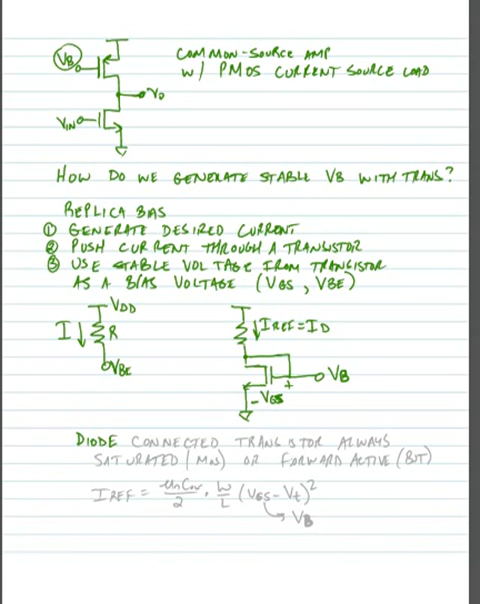 COMMON-SOURCE AMP
VB
W/ PMOS CURRENT SOURCE LOAD
VO
VIN
HOW DO WE GENERATE STABLE VB WITH TRANS?
REPLICA BIAS
① GENERATE DESIRED CURRENT
② PUSH CURRENT THROUGH A TRANSISTOR
③ USE STABLE VOLTAGE FROM TRANSISTOR
AS A BIAS VOLTAGE (VGS, VBE)
VDD
I R
IREF = ID
VBE
VB
+
- VGS
DIODE CONNECTED TRANSISTOR ALWAYS
SATURATED (MOS) OR FORWARD ACTIVE (BJT)
IREF = unCox/2 . W/L (VGS - Vt)²
VB